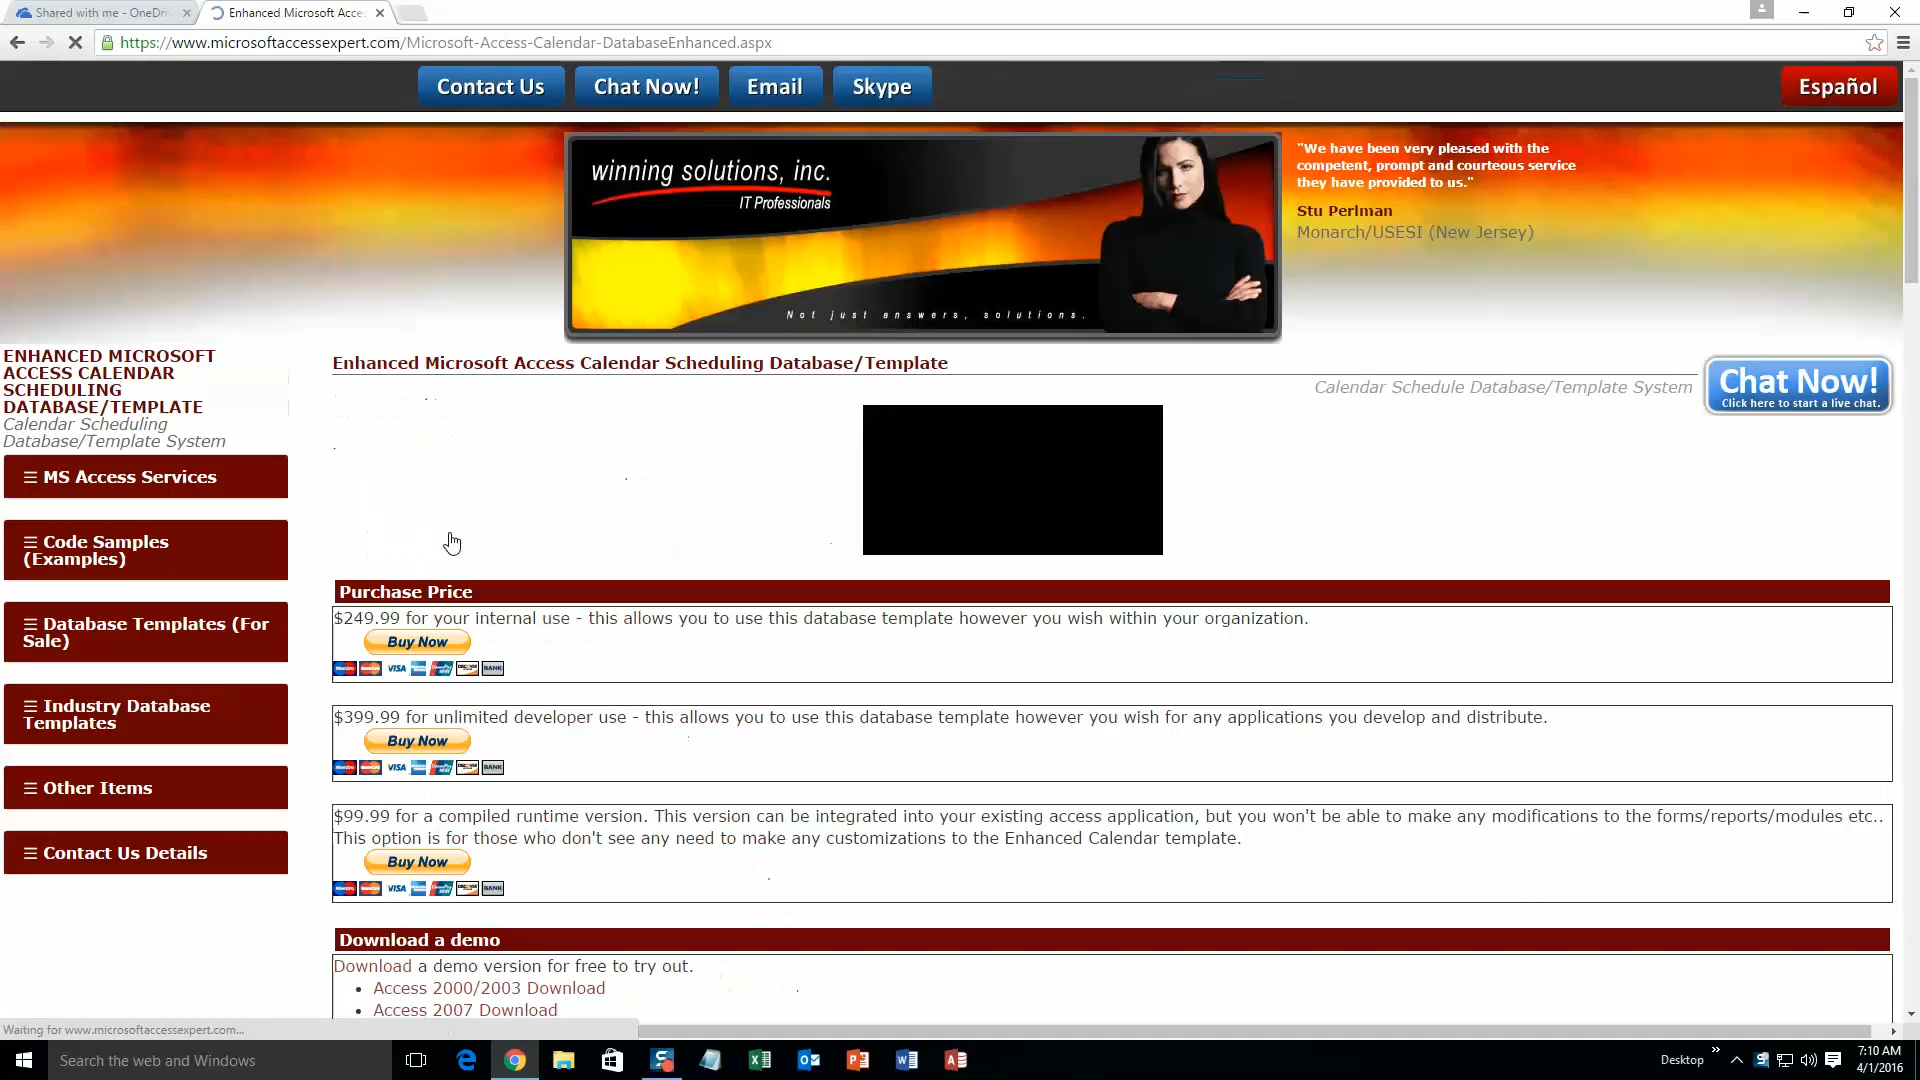 Shared with me - OneDri
Enhanced Microsoft Acce
https://www.microsoftaccessexpert.com/Microsoft-Access-Calendar-DatabaseEnhanced.aspx
Contact Us
Chat Now!
Email
Skype
Español
winning solutions, inc.
IT Professionals
Not just answers, solutions.
"We have been very pleased with the
competent, prompt and courteous service
they have provided to us."
Stu Perlman
Monarch/USESI (New Jersey)
ENHANCED MICROSOFT
ACCESS CALENDAR
SCHEDULING
DATABASE/TEMPLATE
Calendar Scheduling
Database/Template System
☰ MS Access Services
☰ Code Samples
(Examples)
☰ Database Templates (For
Sale)
☰ Industry Database
Templates
☰ Other Items
☰ Contact Us Details
Enhanced Microsoft Access Calendar Scheduling Database/Template
Calendar Schedule Database/Template System
Chat Now!
Click here to start a live chat.
Purchase Price
$249.99 for your internal use - this allows you to use this database template however you wish within your organization.
Buy Now
VISA
BANK
$399.99 for unlimited developer use - this allows you to use this database template however you wish for any applications you develop and distribute.
Buy Now
VISA
BANK
$99.99 for a compiled runtime version. This version can be integrated into your existing access application, but you won't be able to make any modifications to the forms/reports/modules etc..
This option is for those who don't see any need to make any customizations to the Enhanced Calendar template.
Buy Now
VISA
BANK
Download a demo
Download a demo version for free to try out.
• Access 2000/2003 Download
• Access 2007 Download
Waiting for www.microsoftaccessexpert.com...
Search the web and Windows
Desktop
7:10 AM
4/1/2016